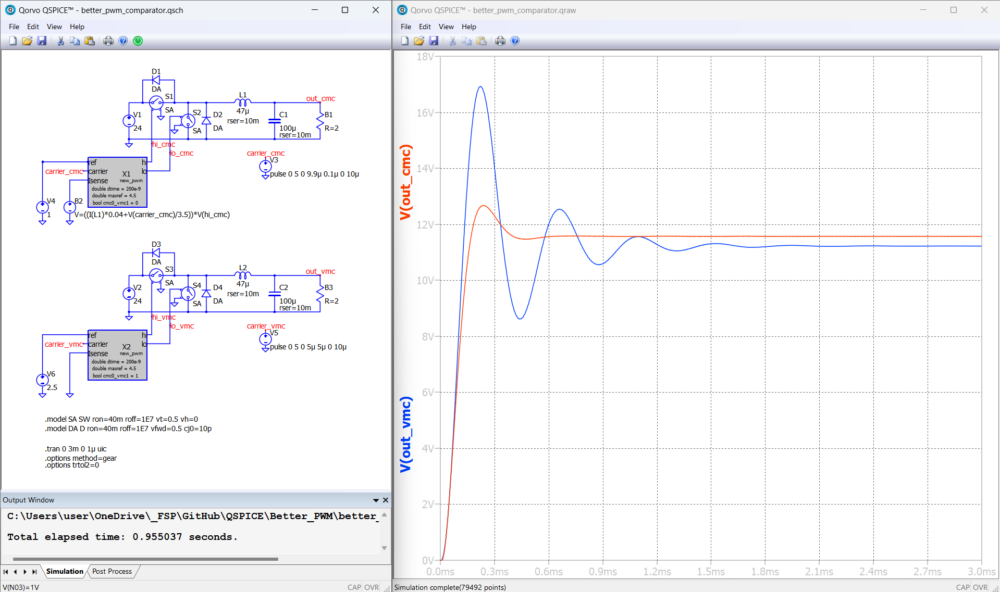 Qorvo QSPICE™ - better_pwm_comparator.qsch
File Edit View Help
D1
DA
S1
SA
V1
24
S2
SA
D2
DA
L1
47µ
rser=10m
C1
100µ
rser=10m
out_cmc
B1
R=2
hi_cmc
lo_cmc
carrier_cmc
V3
pulse 0 5 0 9.9µ 0.1µ 0 10µ
ref hi
carrier_cmc carrier lo
X1
Isense new_pwm
double dtime = 200e-9
double maxref = 4.5
bool cmc0_vmc1 = 0
V4
1
B2
V=((I(L1)*0.04+V(carrier_cmc)/3.5))*V(hi_cmc)
D3
DA
S3
SA
V2
24
S4
SA
D4
DA
L2
47µ
rser=10m
C2
100µ
rser=10m
out_vmc
B3
R=2
hi_vmc
lo_vmc
carrier_vmc
V5
pulse 0 5 0 5µ 5µ 0 10µ
ref hi
carrier_vmc carrier lo
X2
Isense new_pwm
double dtime = 200e-9
double maxref = 4.5
bool cmc0_vmc1 = 1
V6
2.5
.model SA SW ron=40m roff=1E7 vt=0.5 vh=0
.model DA D ron=40m roff=1E7 vfwd=0.5 cj0=10p
.tran 0 3m 0 1µ uic
.options method=gear
.options trtol2=0
Output Window
C:\Users\user\OneDrive\_FSP\GitHub\QSPICE\Better_PWM\better_
Total elapsed time: 0.955037 seconds.
Simulation Post Process
V(N03)=1V CAP OVR
Qorvo QSPICE™ - better_pwm_comparator.qraw
File Edit View Help
18V
16V
14V
12V
10V
8V
6V
4V
2V
0V
V(out_cmc)
V(out_vmc)
0.0ms 0.3ms 0.6ms 0.9ms 1.2ms 1.5ms 1.8ms 2.1ms 2.4ms 2.7ms 3.0ms
Simulation complete(79492 points) CAP OVR